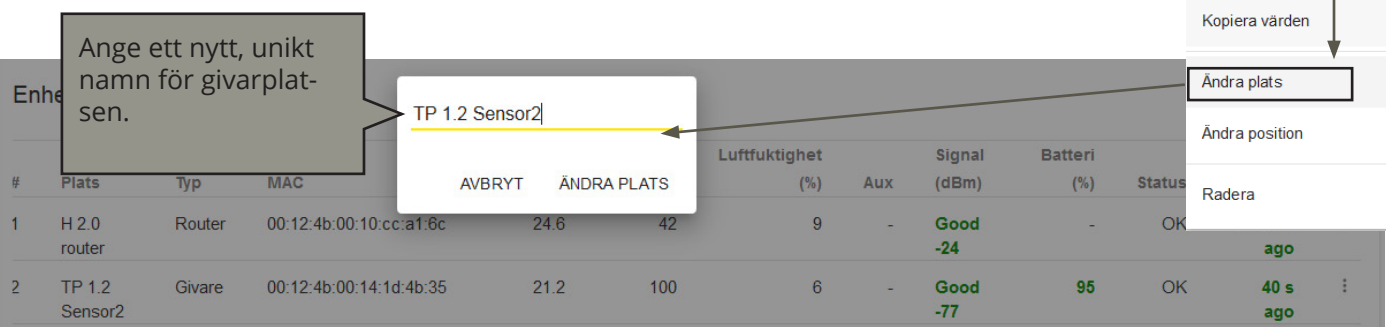 Kopiera värden
Ange ett nytt, unikt
namn för givarplat-
sen.
Enhe
Ändra plats
TP 1.2 Sensor2
Ändra position
AVBRYT ÄNDRA PLATS
Radera
Luftfuktighet Signal Batteri
# Plats Typ MAC (%) Aux (dBm) (%) Status
1 H 2.0 Router 00:12:4b:00:10:cc:a1:6c 24.6 42 9 - Good - OK
router -24 ago
2 TP 1.2 Givare 00:12:4b:00:14:1d:4b:35 21.2 100 6 - Good 95 OK 40 s
Sensor2 -77 ago